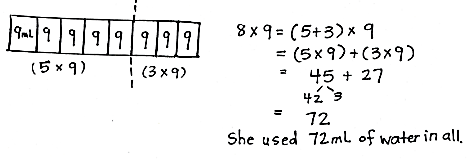 9mL 9 9 9 9 9 9 9
(5 × 9) (3 × 9)
8 × 9 = (5+3) × 9
= (5×9) + (3×9)
= 45 + 27
42 3
= 72
She used 72mL of water in all.